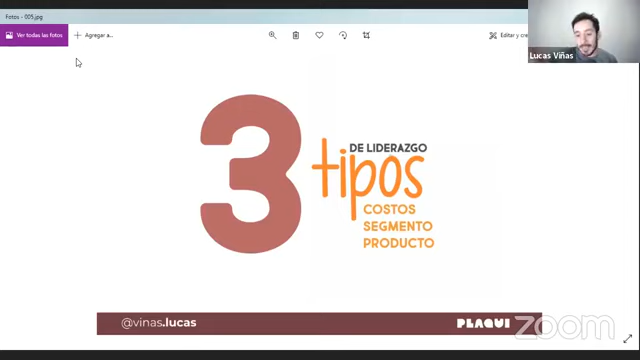 Fotos - 005.jpg
Ver todas las fotos
Agregar a...
Editar y cre
Lucas Viñas
3
DE LIDERAZGO
tipos
COSTOS
SEGMENTO
PRODUCTO
@vinas.lucas
PLAQUI
zoom